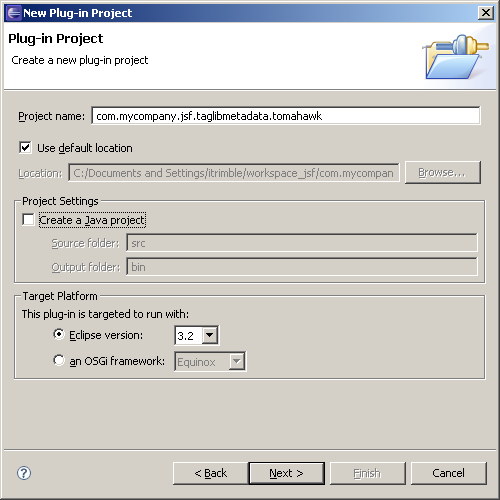 New Plug-in Project
Plug-in Project
Create a new plug-in project
Project name: com.mycompany.jsf.taglibmetadata.tomahawk
Use default location
Location: C:/Documents and Settings/itrimble/workspace_jsf/com.mycompan Browse...
Project Settings
Create a Java project
Source folder: src
Output folder: bin
Target Platform
This plug-in is targeted to run with:
Eclipse version: 3.2
an OSGi framework: Equinox
? < Back Next > Finish Cancel